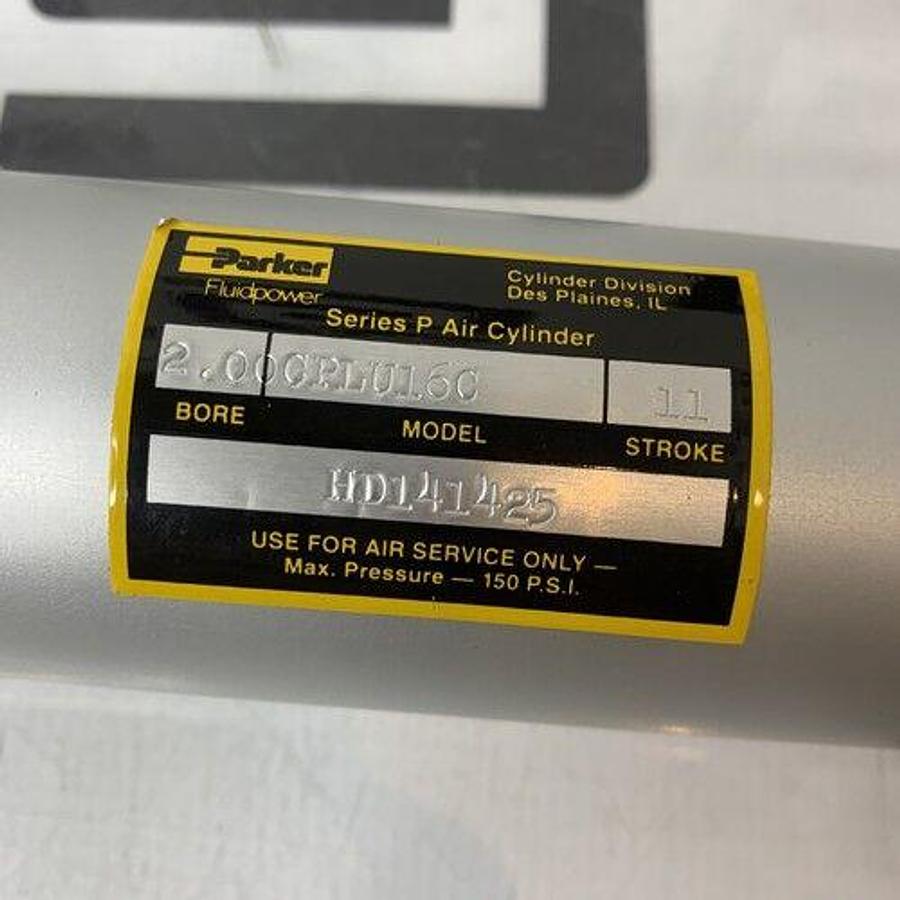 Parker
Fluidpower
Cylinder Division
Des Plaines, IL
Series P Air Cylinder
2.00CPLU16C 11
BORE MODEL STROKE
HD141425
USE FOR AIR SERVICE ONLY —
Max. Pressure — 150 P.S.I.